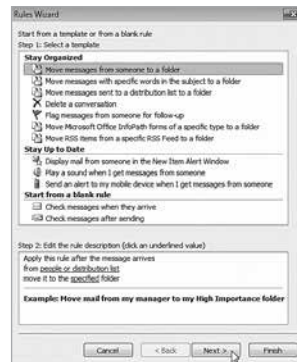 Rules Wizard
Start from a template or from a blank rule
Step 1: Select a template
Stay Organized
Move messages from someone to a folder
Move messages with specific words in the subject to a folder
Move messages sent to a distribution list to a folder
Delete a conversation
Flag messages from someone for follow-up
Move Microsoft Office InfoPath forms of a specific type to a folder
Move RSS items from a specific RSS Feed to a folder
Stay Up to Date
Display mail from someone in the New Item Alert Window
Play a sound when I get messages from someone
Send an alert to my mobile device when I get messages from someone
Start from a blank rule
Check messages when they arrive
Check messages after sending
Step 2: Edit the rule description (click an underlined value)
Apply this rule after the message arrives
from people or distribution list
move it to the specified folder
Example: Move mail from my manager to my High Importance folder
Cancel < Back Next > Finish